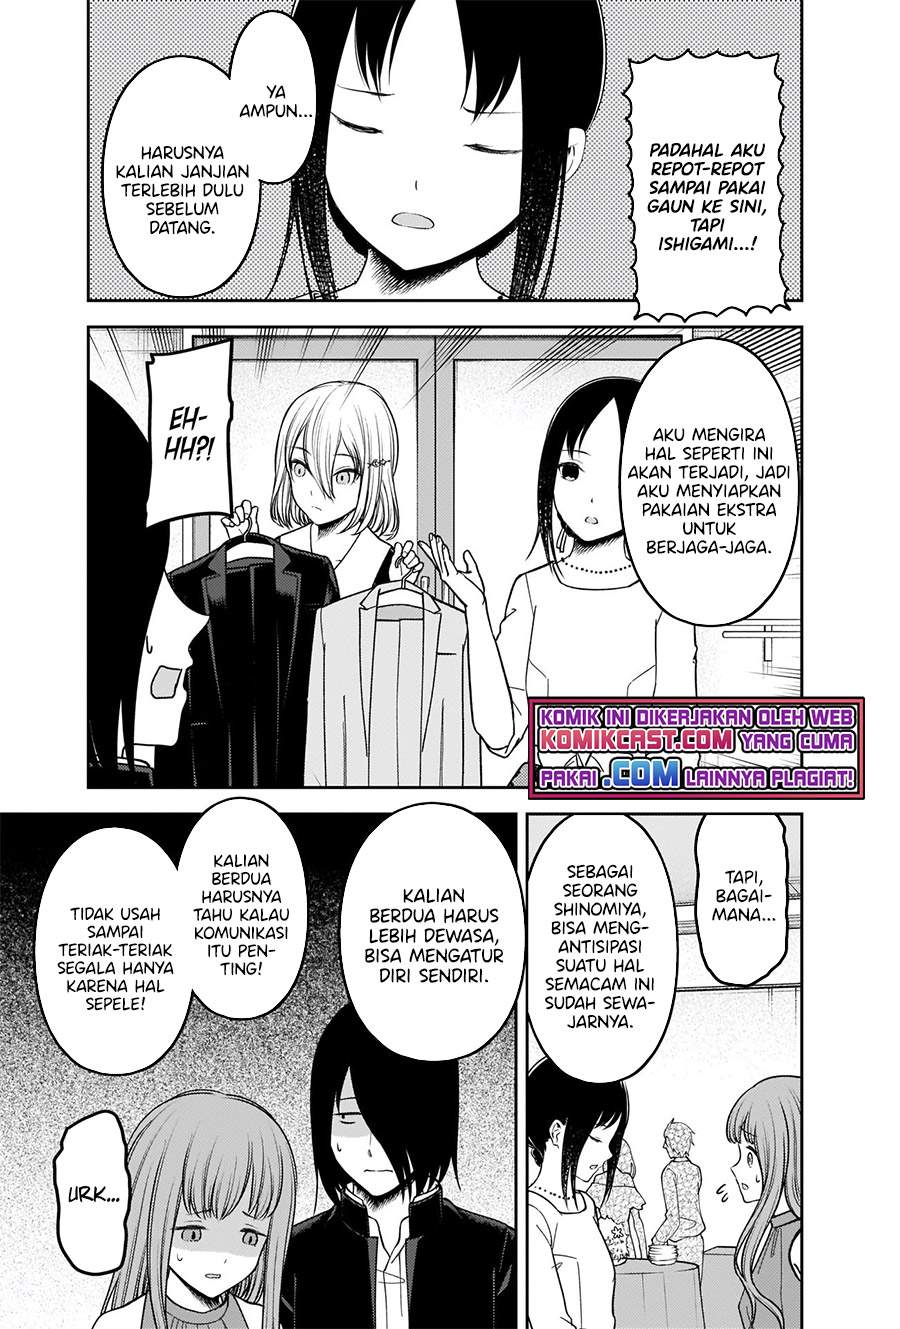 PADAHAL AKU
REPOT-REPOT
SAMPAI PAKAI
GAUN KE SINI,
TAPI
ISHIGAMI...!
YA
AMPUN...
HARUSNYA
KALIAN JANJIAN
TERLEBIH DULU
SEBELUM
DATANG.
AKU MENGIRA
HAL SEPERTI INI
AKAN TERJADI, JADI
AKU MENYIAPKAN
PAKAIAN EKSTRA
UNTUK
BERJAGA-JAGA.
EH-
HH?!
KOMIK INI DIKERJAKAN OLEH WEB
KOMIKCAST.COM YANG CUMA
PAKAI .COM LAINNYA PLAGIAT!
TAPI,
BAGAI-
MANA...
SEBAGAI
SEORANG
SHINOMIYA,
BISA MENG-
ANTISIPASI
SUATU HAL
SEMACAM INI
SUDAH SEWA-
JARNYA.
KALIAN
BERDUA HARUS
LEBIH DEWASA,
BISA MENGATUR
DIRI SENDIRI.
KALIAN
BERDUA
HARUSNYA
TAHU KALAU
KOMUNIKASI
ITU PEN-
TING!
TIDAK USAH
SAMPAI
TERIAK-TERIAK
SEGALA HANYA
KARENA HAL
SEPELE!
URK...